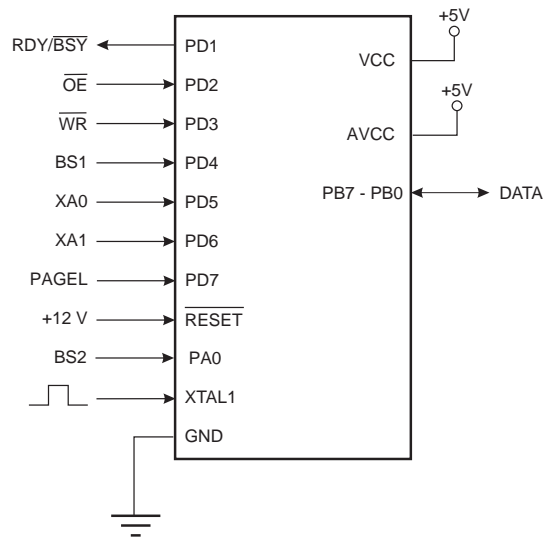 +5V
RDY/BSY PD1
VCC
OE PD2
+5V
WR PD3
AVCC
BS1 PD4
XA0 PD5 PB7 - PB0 DATA
XA1 PD6
PAGEL PD7
+12 V RESET
BS2 PA0
XTAL1
GND